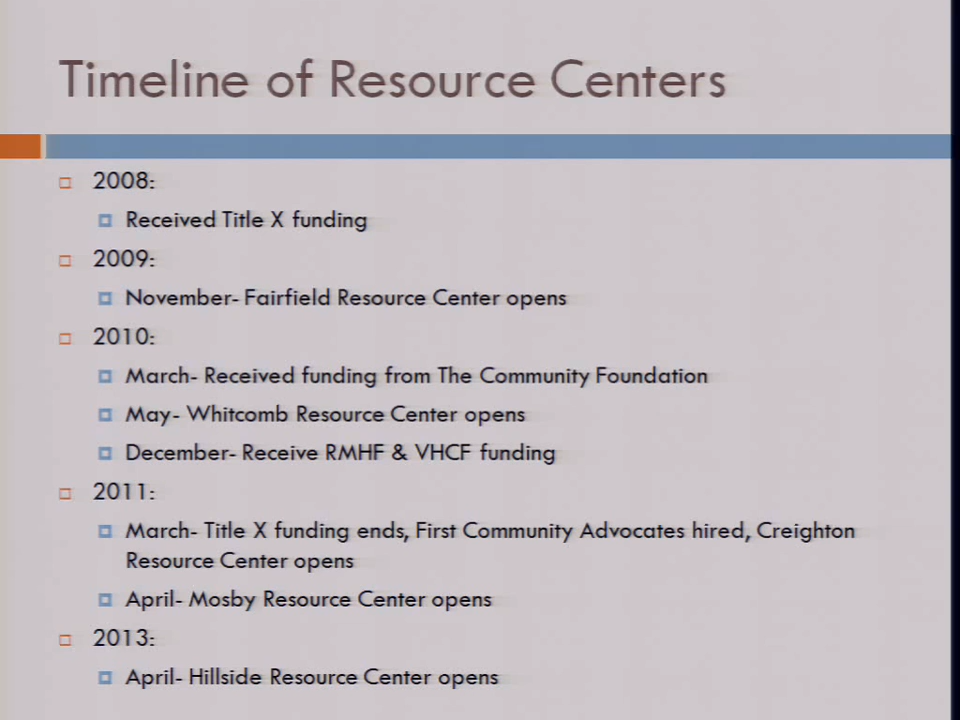 Timeline of Resource Centers
2008:
Received Title X funding
2009:
November- Fairfield Resource Center opens
2010:
March- Received funding from The Community Foundation
May- Whitcomb Resource Center opens
December- Receive RMHF & VHCF funding
2011:
March- Title X funding ends, First Community Advocates hired, Creighton
Resource Center opens
April- Mosby Resource Center opens
2013:
April- Hillside Resource Center opens